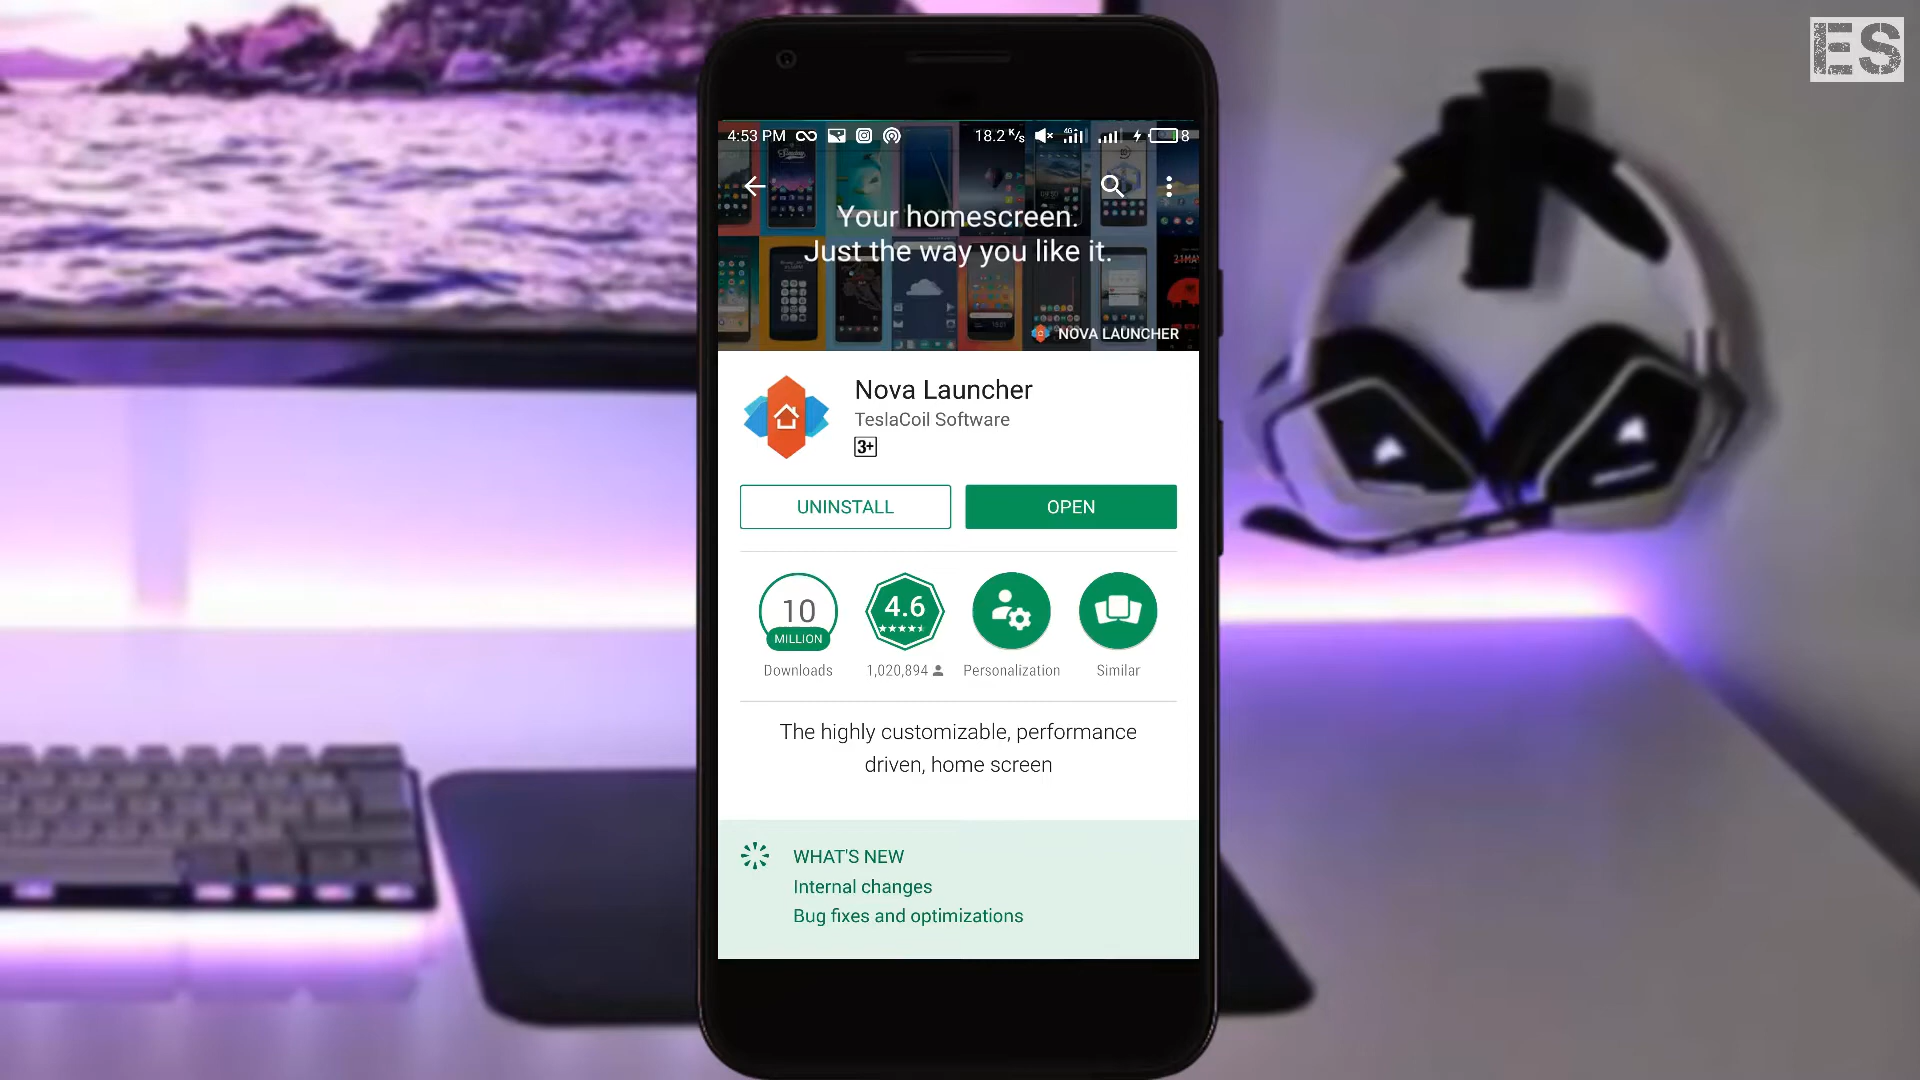 ES
4:53 PM 18.2 K/s 4G 8
Your homescreen.
Just the way you like it.
NOVA LAUNCHER
Nova Launcher
TeslaCoil Software
3+
UNINSTALL OPEN
10 4.6
MILLION
Downloads 1,020,894 Personalization Similar
The highly customizable, performance
driven, home screen
WHAT'S NEW
Internal changes
Bug fixes and optimizations